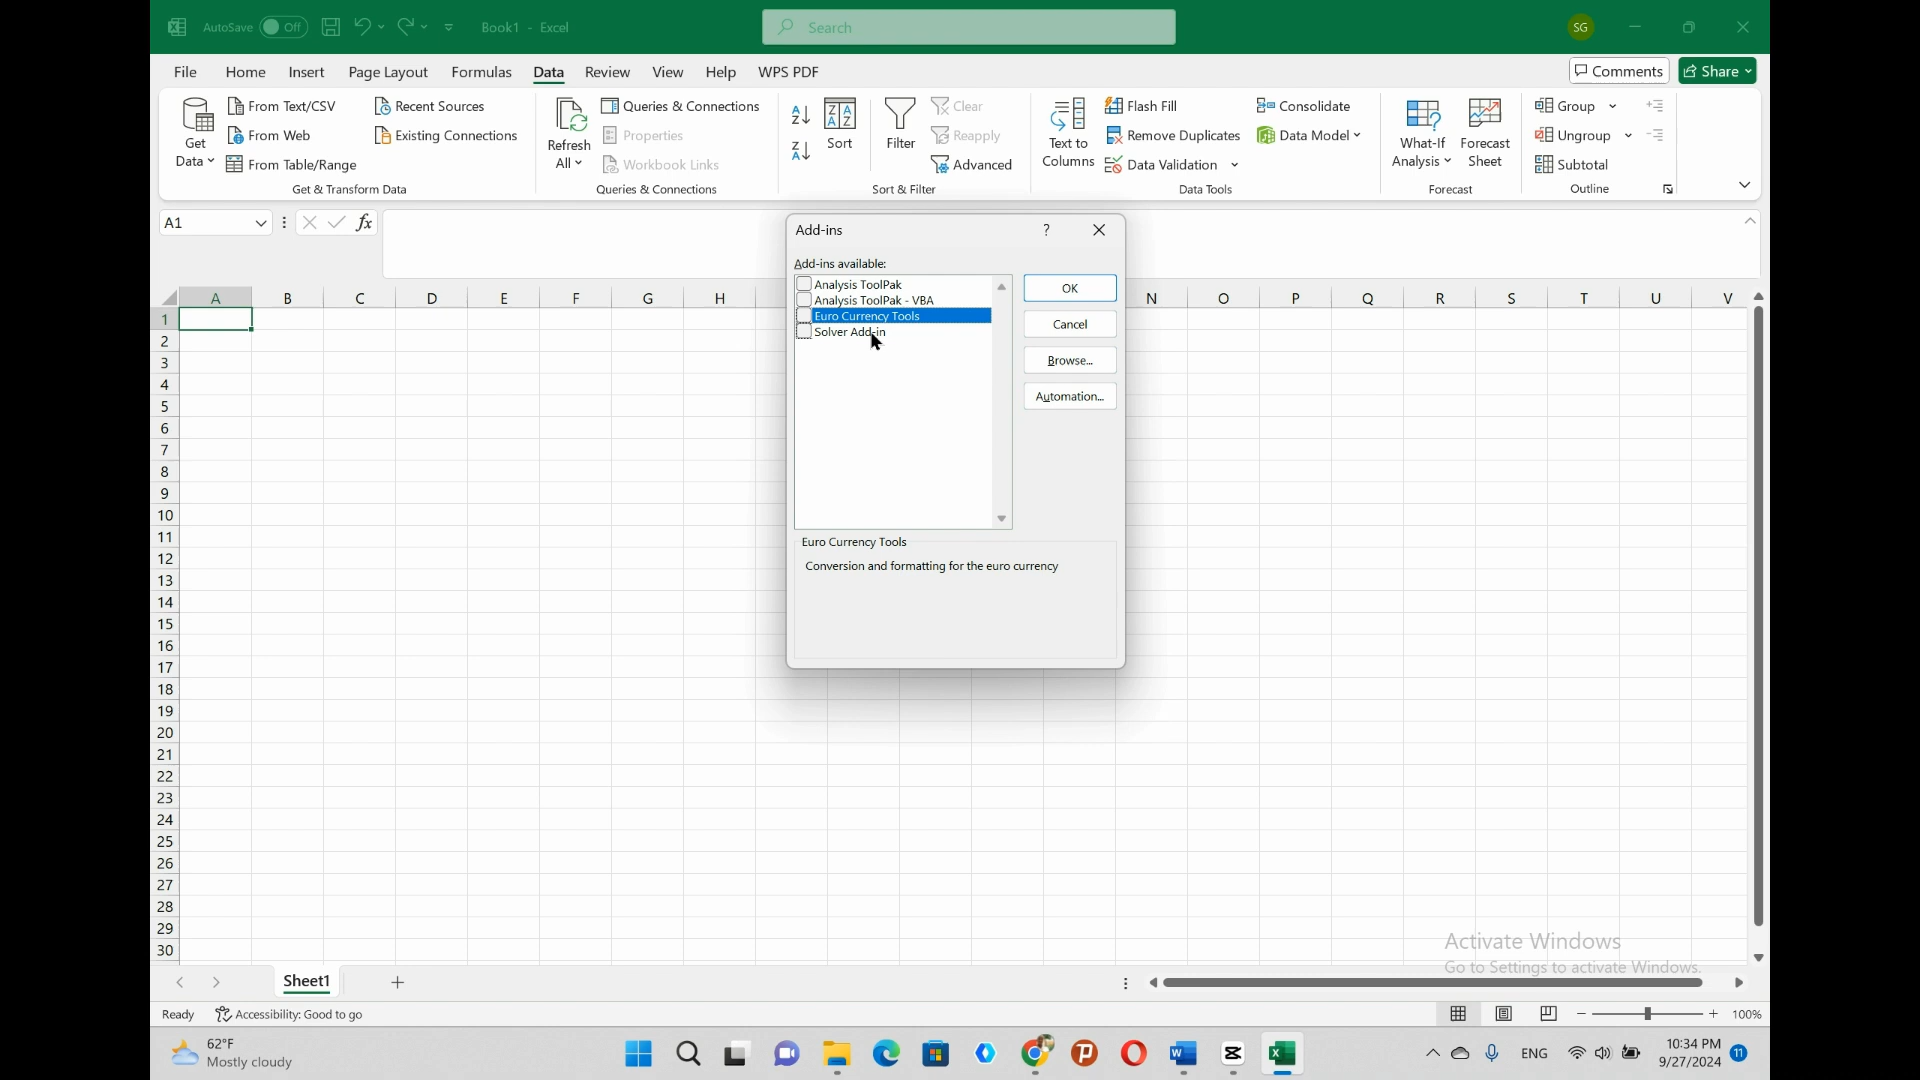 AutoSave Off Book1 - Excel Search SG
File Home Insert Page Layout Formulas Data Review View Help WPS PDF Comments Share
Get Data
From Text/CSV
From Web
From Table/Range
Recent Sources
Existing Connections
Get & Transform Data
Refresh All
Queries & Connections
Properties
Workbook Links
Queries & Connections
Sort
Filter
Clear
Reapply
Advanced
Sort & Filter
Text to Columns
Flash Fill
Remove Duplicates
Data Validation
Consolidate
Data Model
Data Tools
What-If Analysis
Forecast Sheet
Forecast
Group
Ungroup
Subtotal
Outline
A1 fx
Add-ins ?
Add-ins available:
Analysis ToolPak
Analysis ToolPak - VBA
Euro Currency Tools
Solver Add-in
OK
Cancel
Browse...
Automation...
Euro Currency Tools
Conversion and formatting for the euro currency
A B C D E F G H N O P Q R S T U V
1
2
3
4
5
6
7
8
9
10
11
12
13
14
15
16
17
18
19
20
21
22
23
24
25
26
27
28
29
30
Activate Windows
Go to Settings to activate Windows.
Sheet1
Ready Accessibility: Good to go 100%
62°F
Mostly cloudy
ENG
10:34 PM
9/27/2024
11